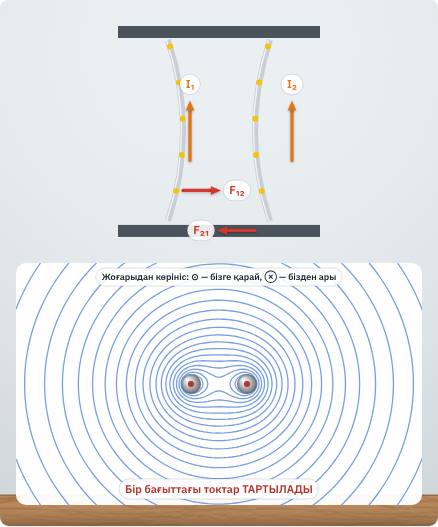 I₁
I₂
F₁₂
F₂₁
Жоғарыдан көрініс: ⊙ — бізге қарай, ⊗ — бізден ары
Бір бағыттағы токтар ТАРТЫЛАДЫ